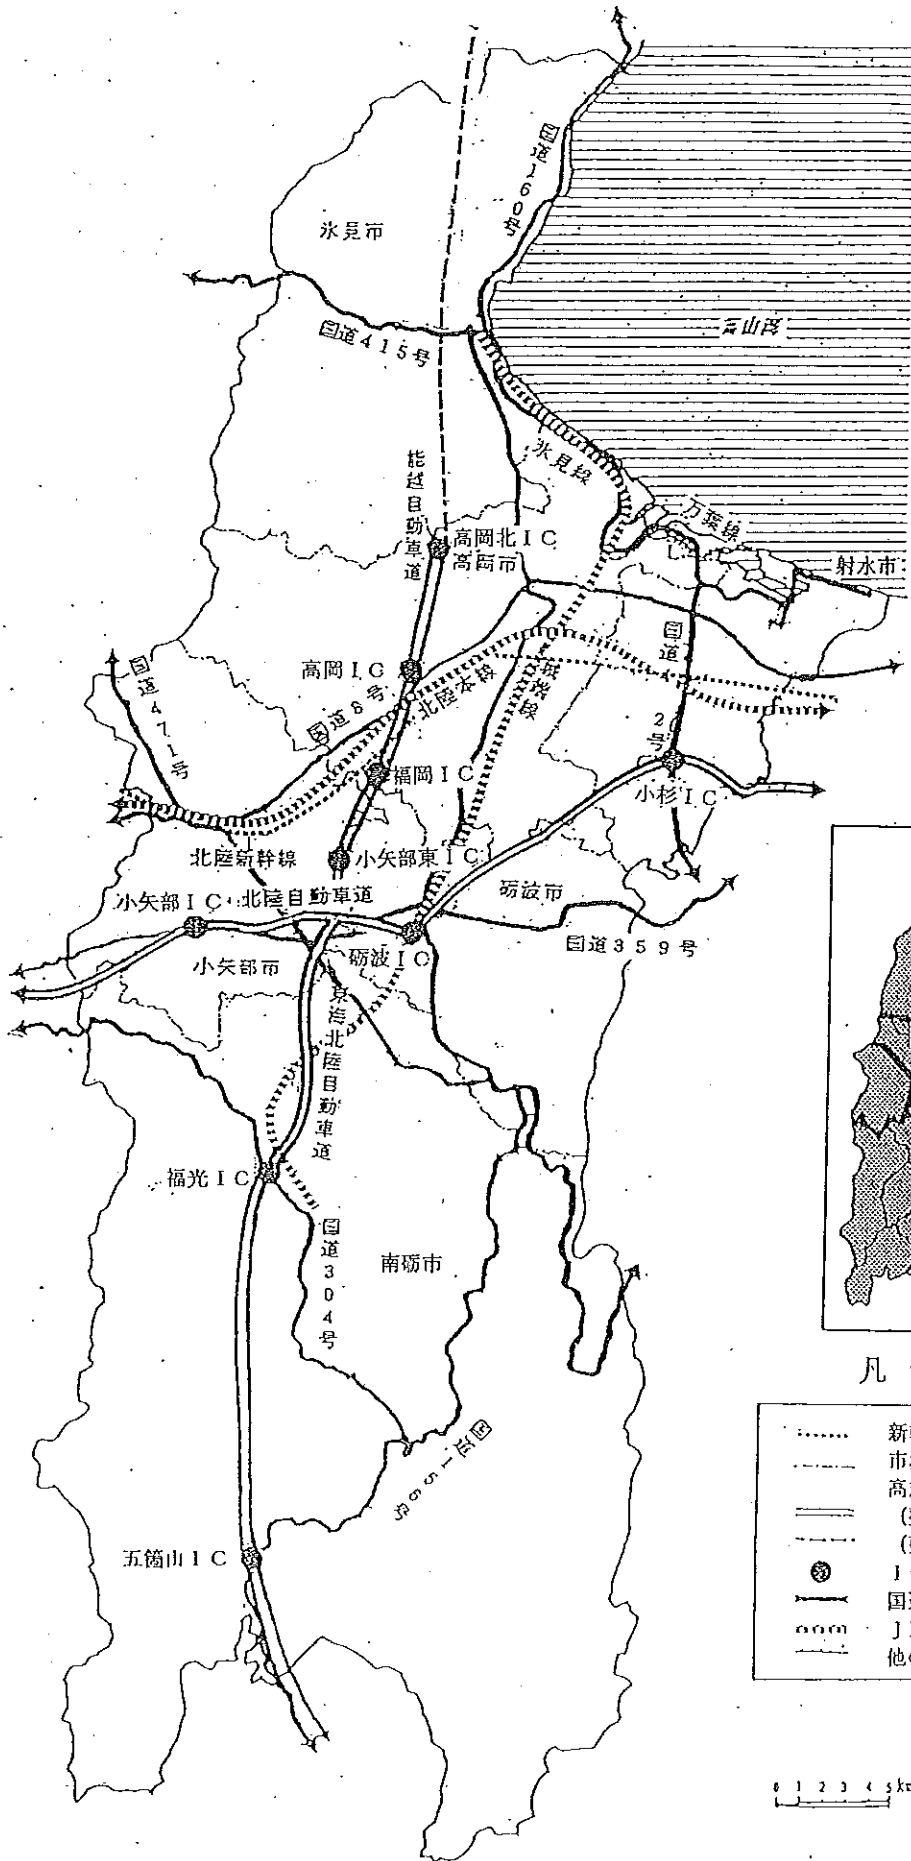 国道160号
氷見市
富山湾
国道415号
氷見線
能越自動車道
万葉線
高岡北IC
高岡市
射水市
国道471号
高岡IC
国道8号
北陸本線
城端線
国道
号
福岡IC
小杉IC
北陸新幹線
小矢部東IC
小矢部IC
北陸自動車道
砺波市
国道359号
小矢部市
砺波IC
東海北陸自動車道
福光IC
国道304号
南砺市
国道156号
五箇山IC
凡
新
市
高
(
(
I
国
J
他
0 1 2 3 4 5 km